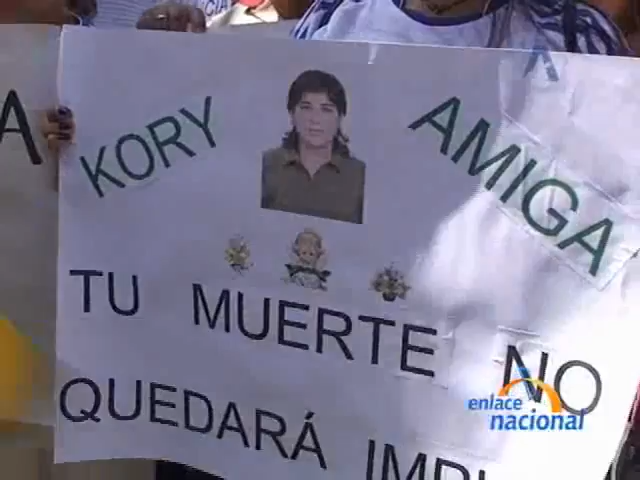 A
KORY AMIGA
TU MUERTE NO
QUEDARÁ
enlace
nacional